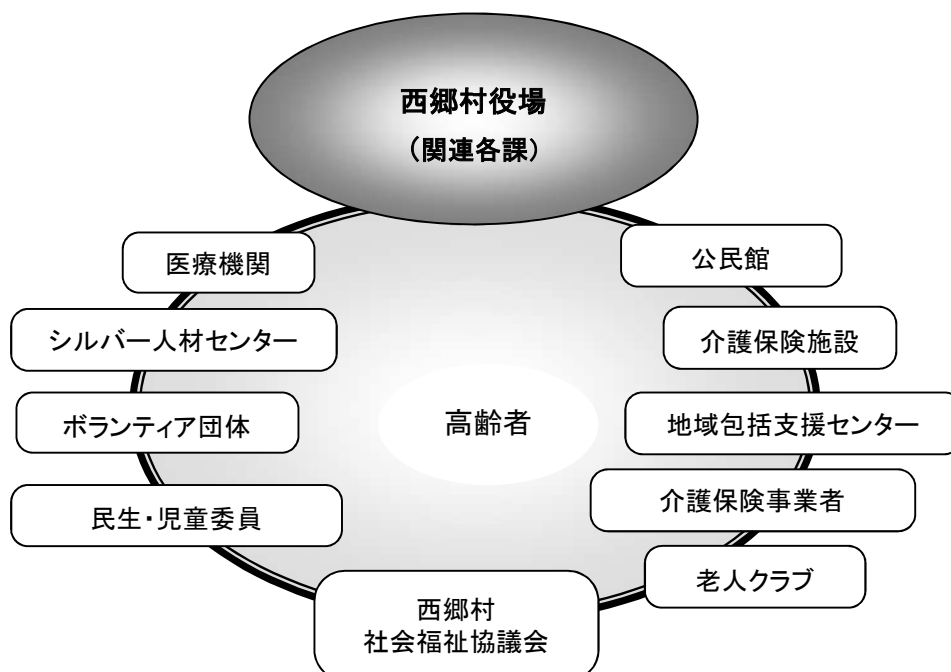 西郷村役場
（関連各課）
医療機関
公民館
シルバー人材センター
介護保険施設
ボランティア団体
高齢者
地域包括支援センター
民生・児童委員
介護保険事業者
老人クラブ
西郷村
社会福祉協議会